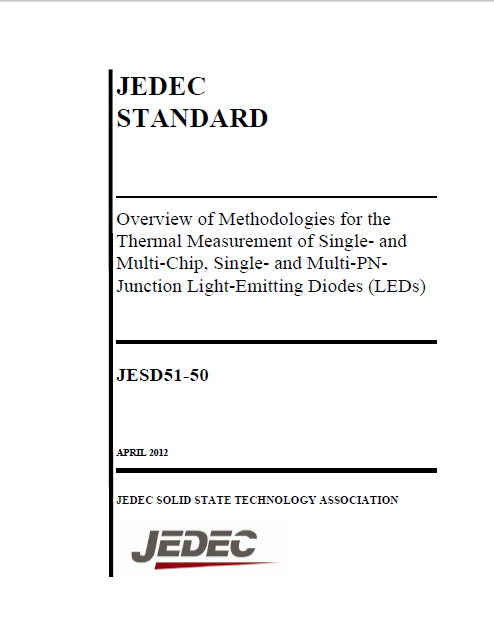 JEDEC
STANDARD
Overview of Methodologies for the
Thermal Measurement of Single- and
Multi-Chip, Single- and Multi-PN-
Junction Light-Emitting Diodes (LEDs)
JESD51-50
APRIL 2012
JEDEC SOLID STATE TECHNOLOGY ASSOCIATION
JEDEC